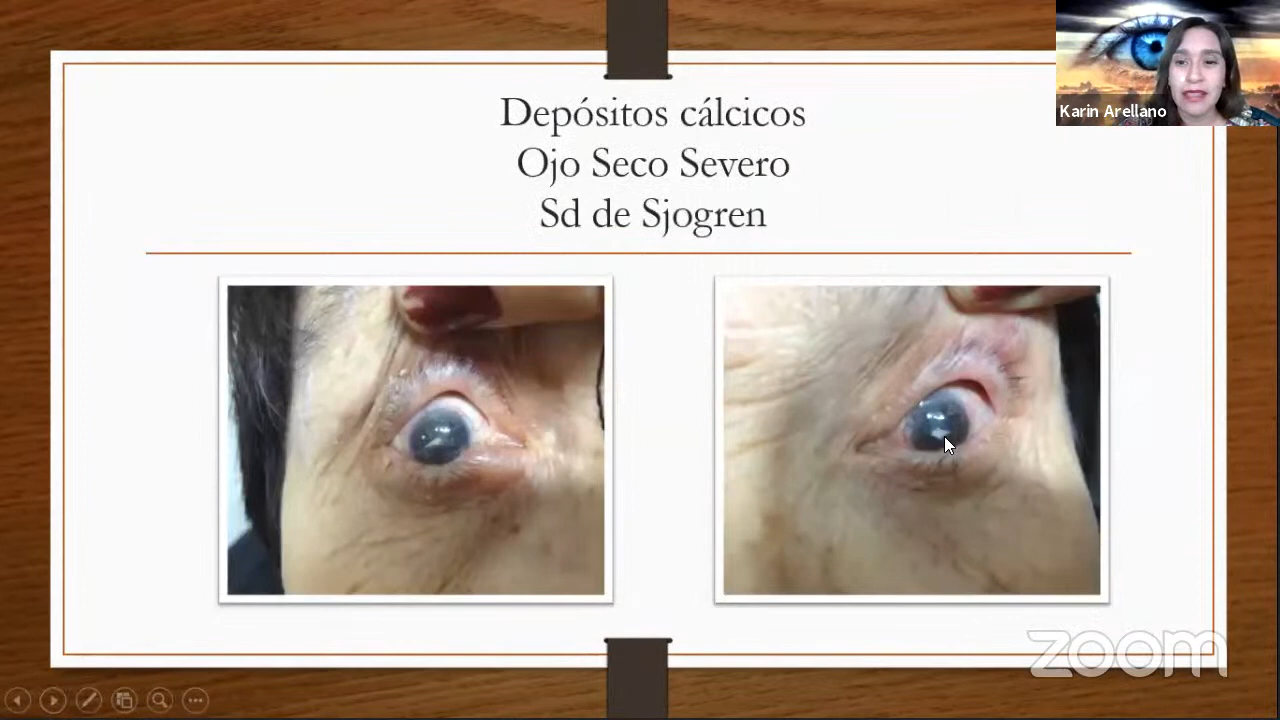 Depósitos cálcicos
Ojo Seco Severo
Sd de Sjogren
Karin Arellano
zoom